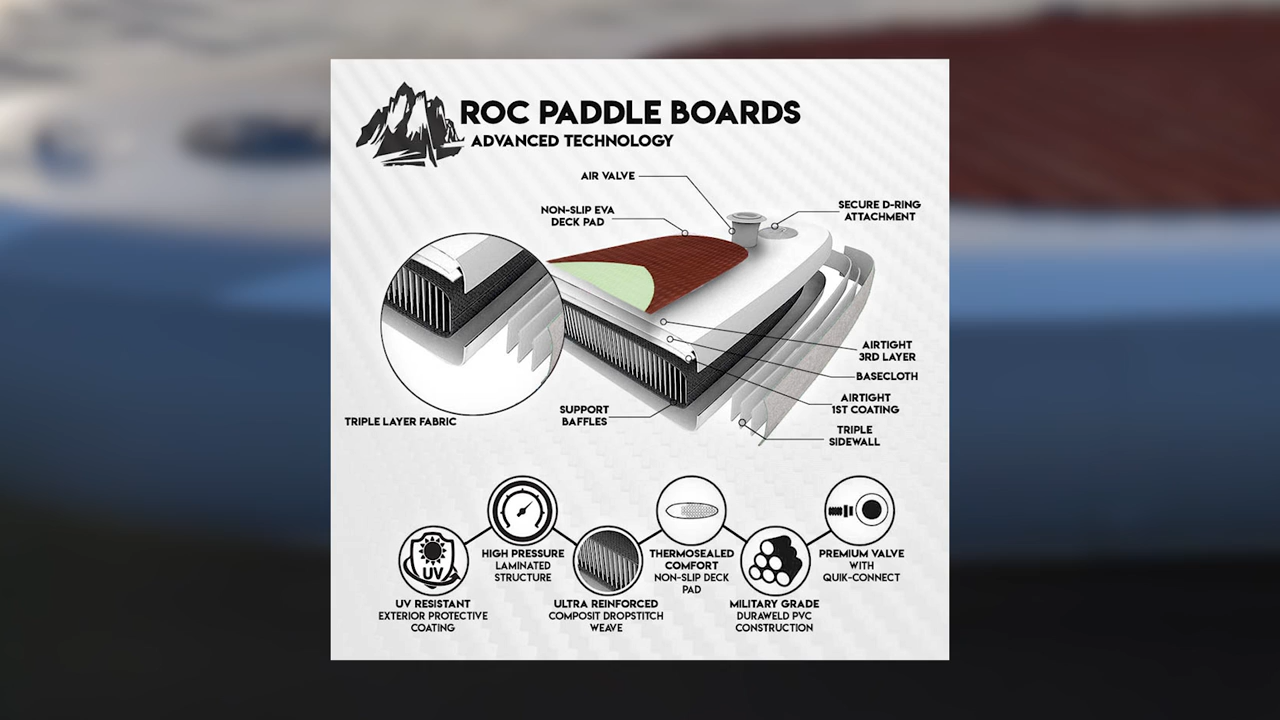 ROC PADDLE BOARDS
ADVANCED TECHNOLOGY
AIR VALVE
NON-SLIP EVA
DECK PAD
SECURE D-RING
ATTACHMENT
AIRTIGHT
3RD LAYER
BASECLOTH
AIRTIGHT
1ST COATING
TRIPLE
SIDEWALL
SUPPORT
BAFFLES
TRIPLE LAYER FABRIC
UV
UV RESISTANT
EXTERIOR PROTECTIVE
COATING
HIGH PRESSURE
LAMINATED
STRUCTURE
ULTRA REINFORCED
COMPOSIT DROPSTITCH
WEAVE
THERMOSEALED
COMFORT
NON-SLIP DECK
PAD
MILITARY GRADE
DURAWELD PVC
CONSTRUCTION
PREMIUM VALVE
WITH
QUIK-CONNECT